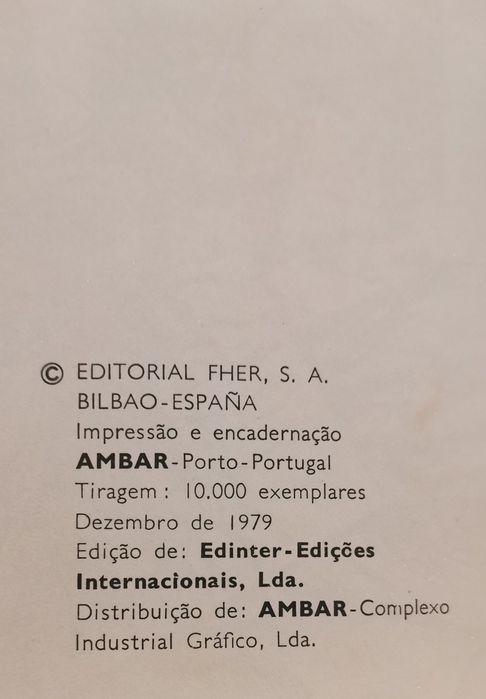 © EDITORIAL FHER, S. A.
BILBAO-ESPAÑA
Impressão e encadernação
AMBAR-Porto-Portugal
Tiragem : 10.000 exemplares
Dezembro de 1979
Edição de: Edinter-Edições
Internacionais, Lda.
Distribuição de: AMBAR-Complexo
Industrial Gráfico, Lda.